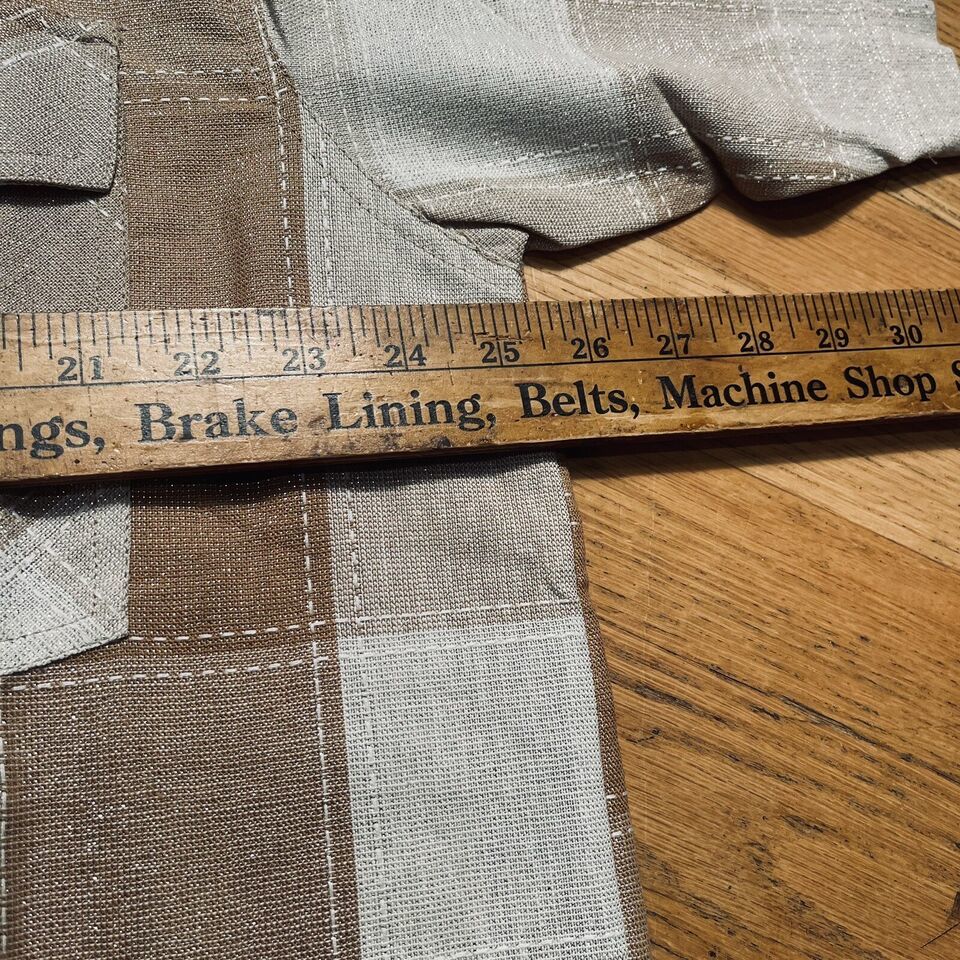 21 22 23 24 25 26 27 28 29 30
ngs, Brake Lining, Belts, Machine Shop S